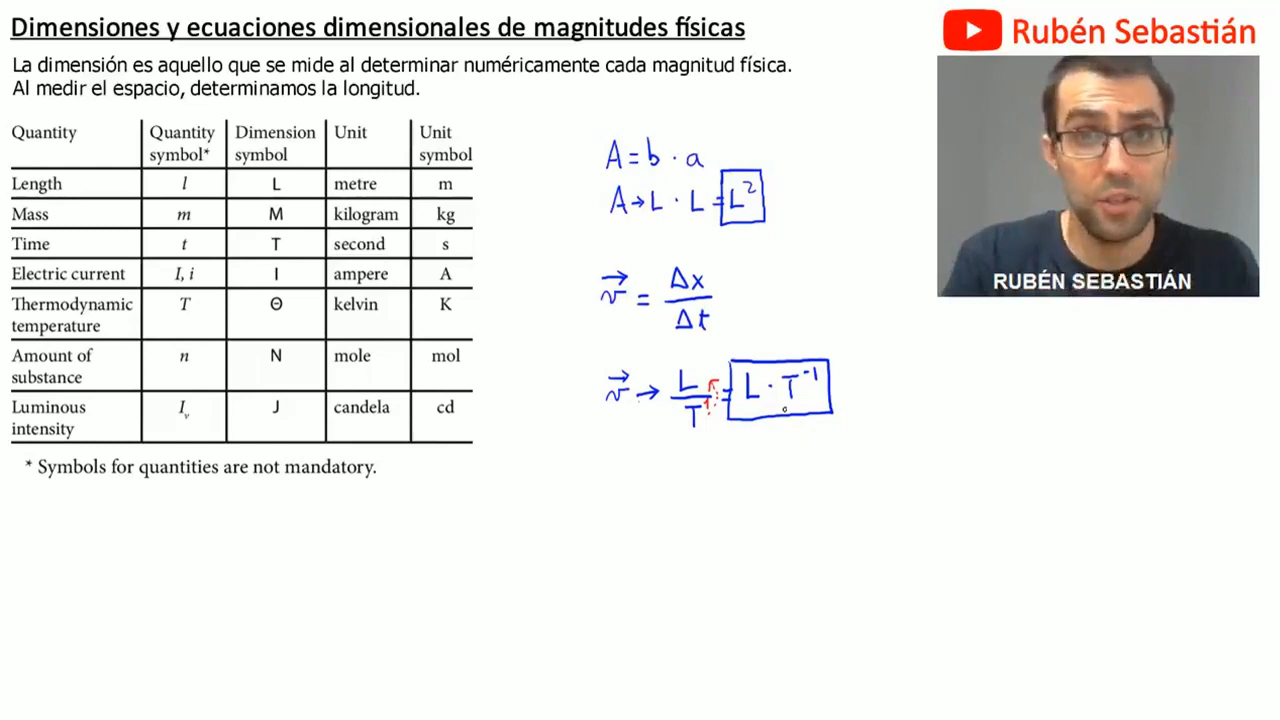 Dimensiones y ecuaciones dimensionales de magnitudes físicas
La dimensión es aquello que se mide al determinar numéricamente cada magnitud física.
Al medir el espacio, determinamos la longitud.
Quantity Quantity symbol* Dimension symbol Unit Unit symbol
Length l L metre m
Mass m M kilogram kg
Time t T second s
Electric current I, i I ampere A
Thermodynamic temperature T Θ kelvin K
Amount of substance n N mole mol
Luminous intensity Iv J candela cd
* Symbols for quantities are not mandatory.
A = b · a
A → L · L = L²
v⃗ = Δx / Δt
v⃗ → L / T = L · T⁻¹
Rubén Sebastián
RUBÉN SEBASTIÁN